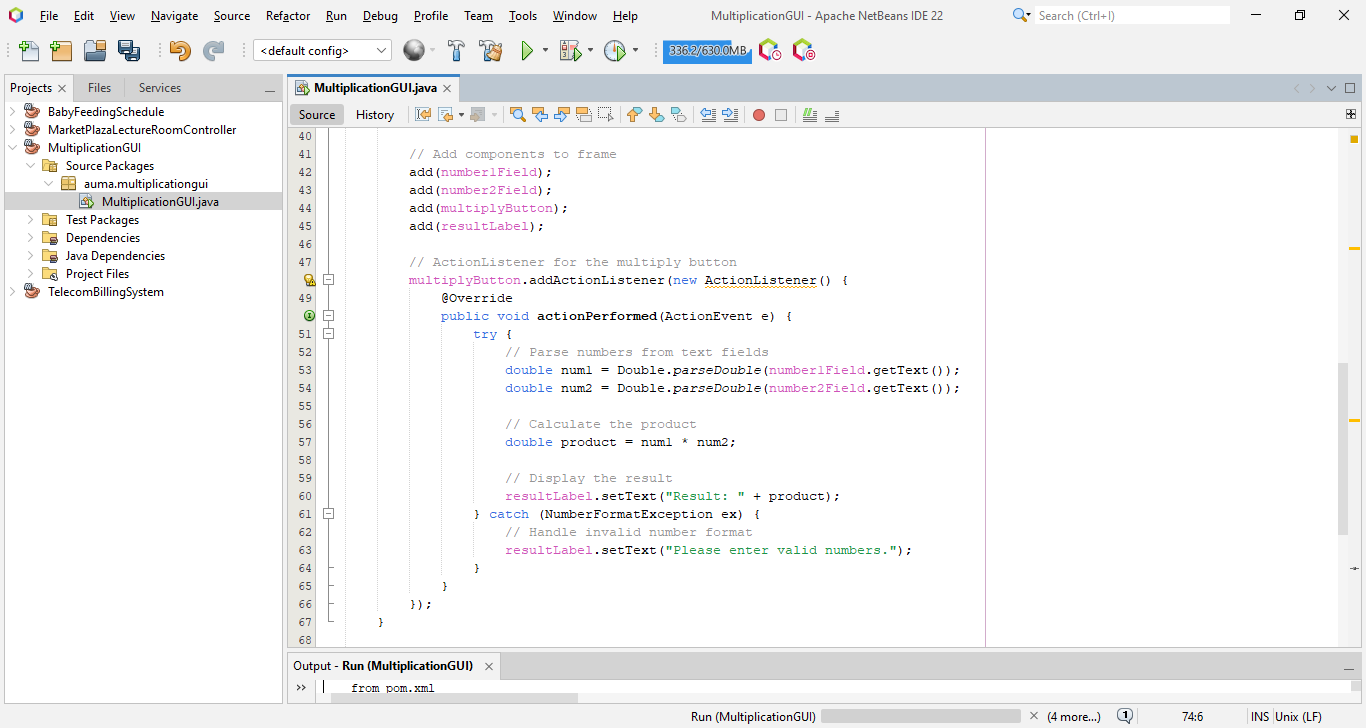 File Edit View Navigate Source Refactor Run Debug Profile Team Tools Window Help MultiplicationGUI - Apache NetBeans IDE 22 Search (Ctrl+I)
<default config> 336.2/630.0MB
Projects Files Services
MultiplicationGUI.java
BabyFeedingSchedule
MarketPlazaLectureRoomController
MultiplicationGUI
Source Packages
auma.multiplicationgui
MultiplicationGUI.java
Test Packages
Dependencies
Java Dependencies
Project Files
TelecomBillingSystem
Source History
40
41 // Add components to frame
42 add(number1Field);
43 add(number2Field);
44 add(multiplyButton);
45 add(resultLabel);
46
47 // ActionListener for the multiply button
multiplyButton.addActionListener(new ActionListener() {
49 @Override
public void actionPerformed(ActionEvent e) {
51 try {
52 // Parse numbers from text fields
53 double num1 = Double.parseDouble(number1Field.getText());
54 double num2 = Double.parseDouble(number2Field.getText());
55
56 // Calculate the product
57 double product = num1 * num2;
58
59 // Display the result
60 resultLabel.setText("Result: " + product);
61 } catch (NumberFormatException ex) {
62 // Handle invalid number format
63 resultLabel.setText("Please enter valid numbers.");
64 }
65 }
66 });
67 }
68
Output - Run (MultiplicationGUI)
from pom.xml
Run (MultiplicationGUI) (4 more...) 1 74:6 INS Unix (LF)